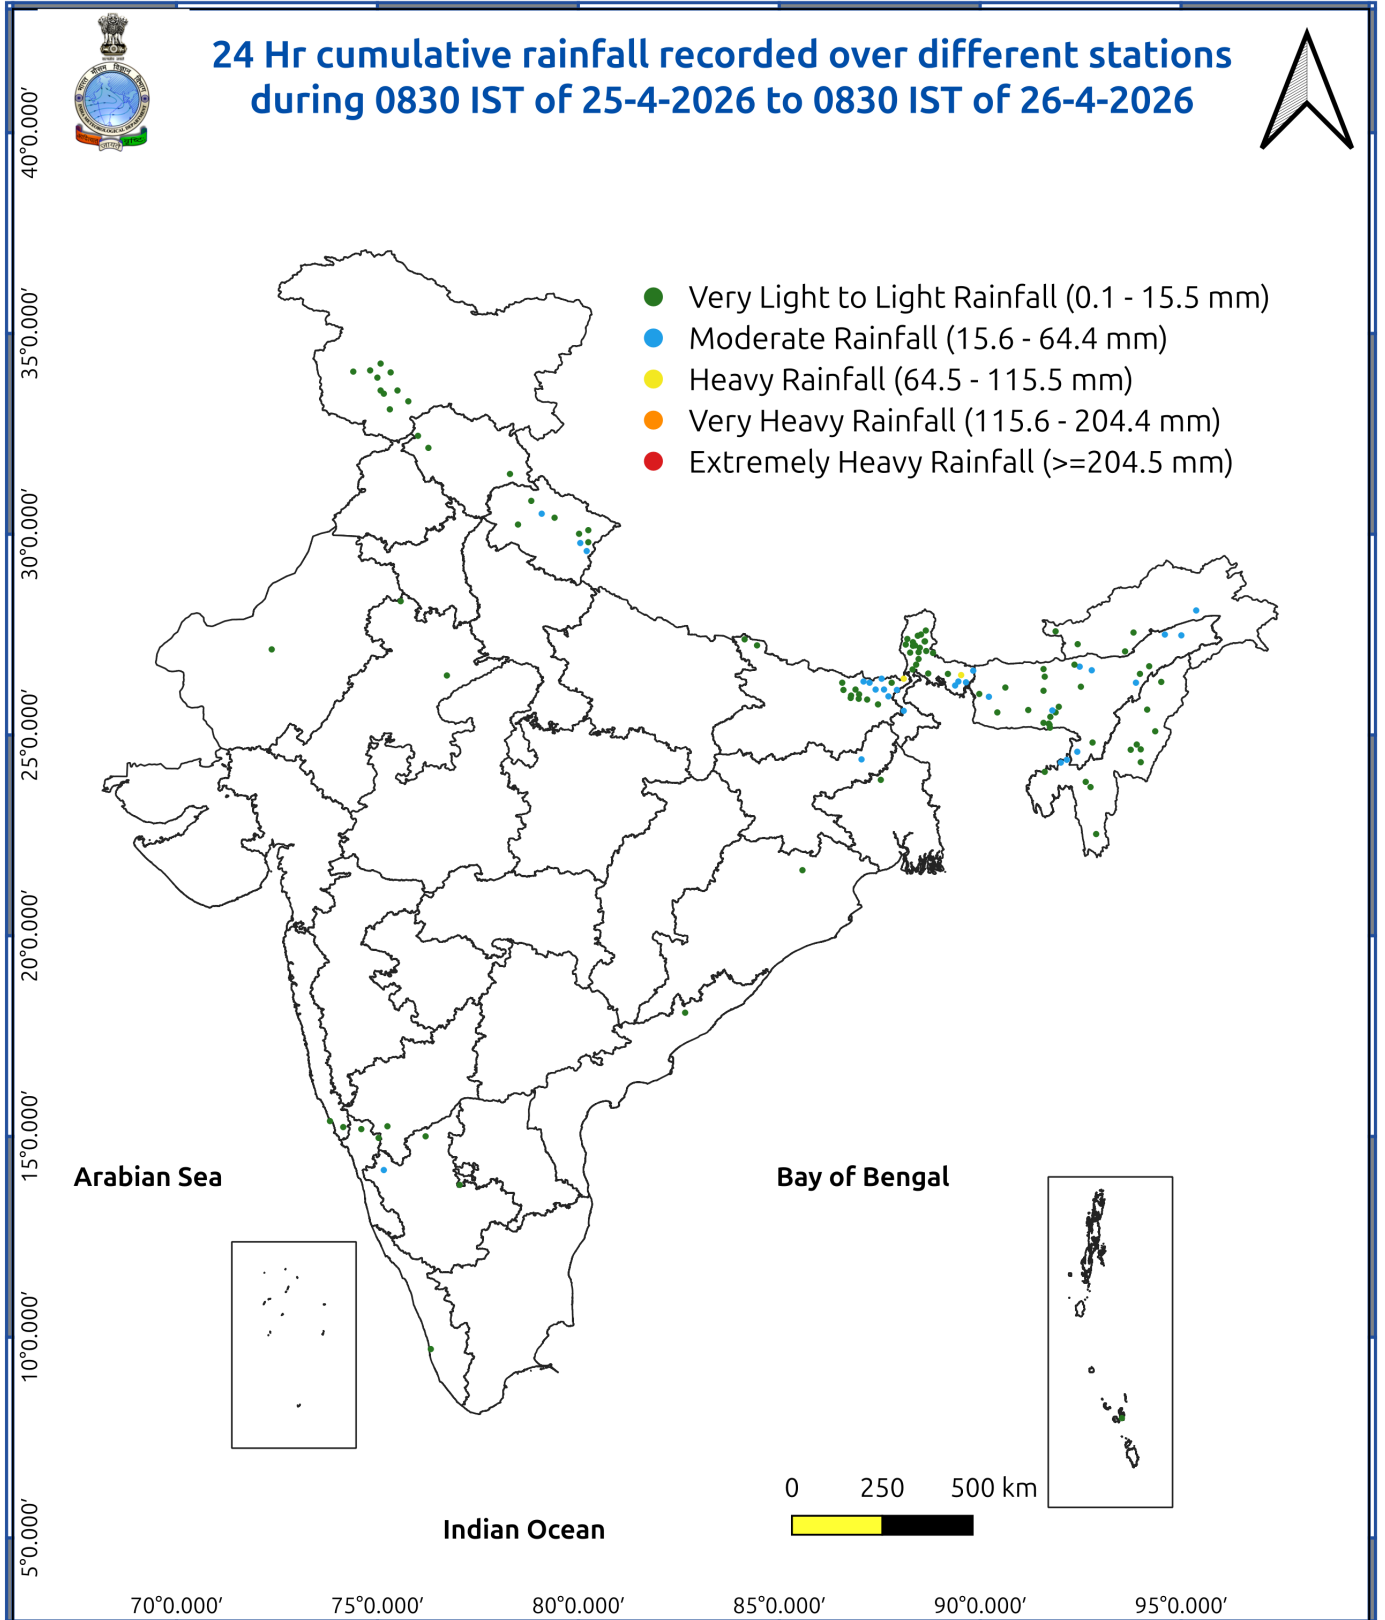 24 Hr cumulative rainfall recorded over different stations
during 0830 IST of 25-4-2026 to 0830 IST of 26-4-2026
Very Light to Light Rainfall (0.1 - 15.5 mm)
Moderate Rainfall (15.6 - 64.4 mm)
Heavy Rainfall (64.5 - 115.5 mm)
Very Heavy Rainfall (115.6 - 204.4 mm)
Extremely Heavy Rainfall (>=204.5 mm)
40°0.000′
35°0.000′
30°0.000′
25°0.000′
20°0.000′
15°0.000′
10°0.000′
5°0.000′
Arabian Sea
Bay of Bengal
Indian Ocean
0 250 500 km
70°0.000′ 75°0.000′ 80°0.000′ 85°0.000′ 90°0.000′ 95°0.000′